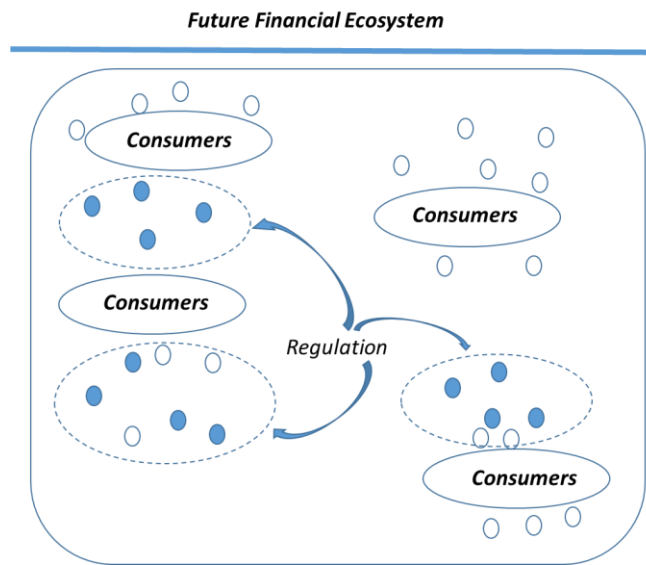 Future Financial Ecosystem
Consumers
Consumers
Consumers
Regulation
Consumers